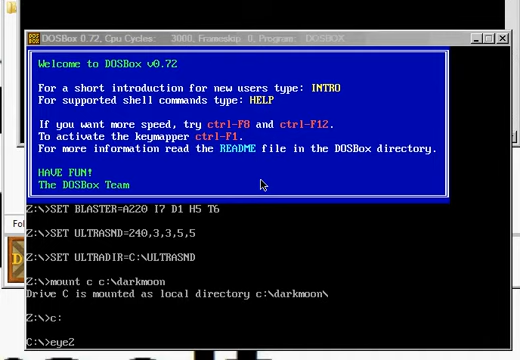 DOSBox 0.72, Cpu Cycles: 3000, Frameskip 0, Program: DOSBOX
Welcome to DOSBox v0.72
For a short introduction for new users type: INTRO
For supported shell commands type: HELP
If you want more speed, try ctrl-F8 and ctrl-F12.
To activate the keymapper ctrl-F1.
For more information read the README file in the DOSBox directory.
HAVE FUN!
The DOSBox Team
Z:\>SET BLASTER=A220 I7 D1 H5 T6
Z:\>SET ULTRASND=240,3,3,5,5
Z:\>SET ULTRADIR=C:\ULTRASND
Z:\>mount c c:\darkmoon
Drive C is mounted as local directory c:\darkmoon\
Z:\>c:
C:\>eye2
Fol